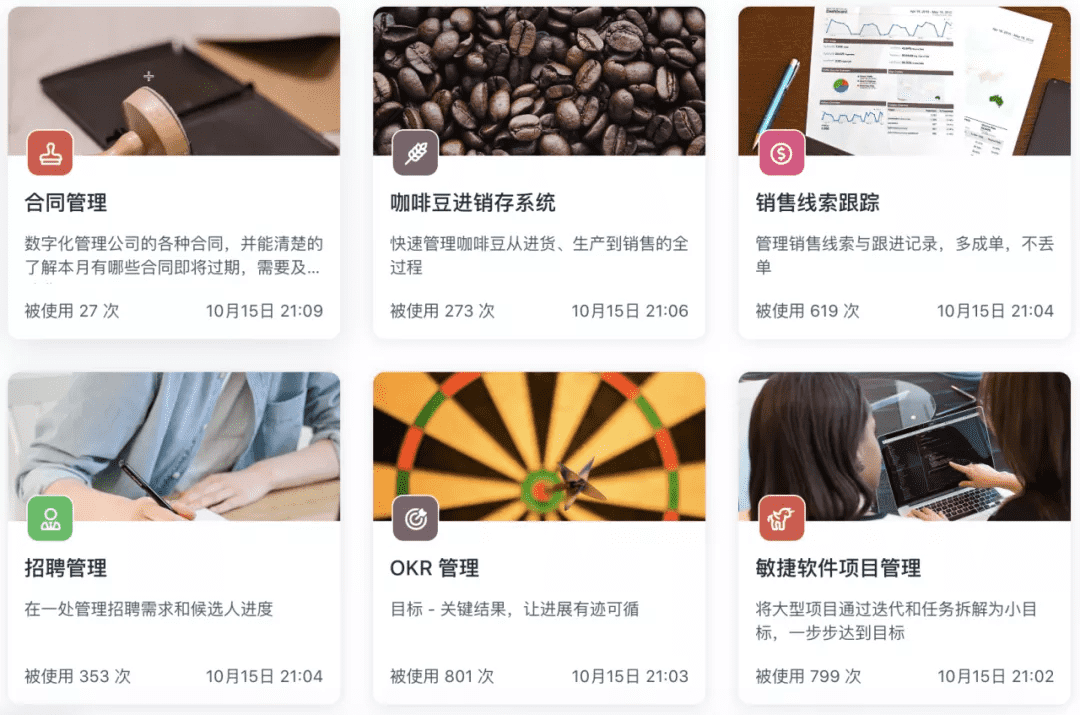 合同管理
数字化管理公司的各种合同，并能清楚的
了解本月有哪些合同即将过期，需要及...
被使用 27 次
10月15日 21:09
咖啡豆进销存系统
快速管理咖啡豆从进货、生产到销售的全
过程
被使用 273 次
10月15日 21:06
销售线索跟踪
管理销售线索与跟进记录，多成单，不丢
单
被使用 619 次
10月15日 21:04
招聘管理
在一处管理招聘需求和候选人进度
被使用 353 次
10月15日 21:04
OKR 管理
目标 - 关键结果，让进展有迹可循
被使用 801 次
10月15日 21:03
敏捷软件项目管理
将大型项目通过迭代和任务拆解为小目
标，一步步达到目标
被使用 799 次
10月15日 21:02